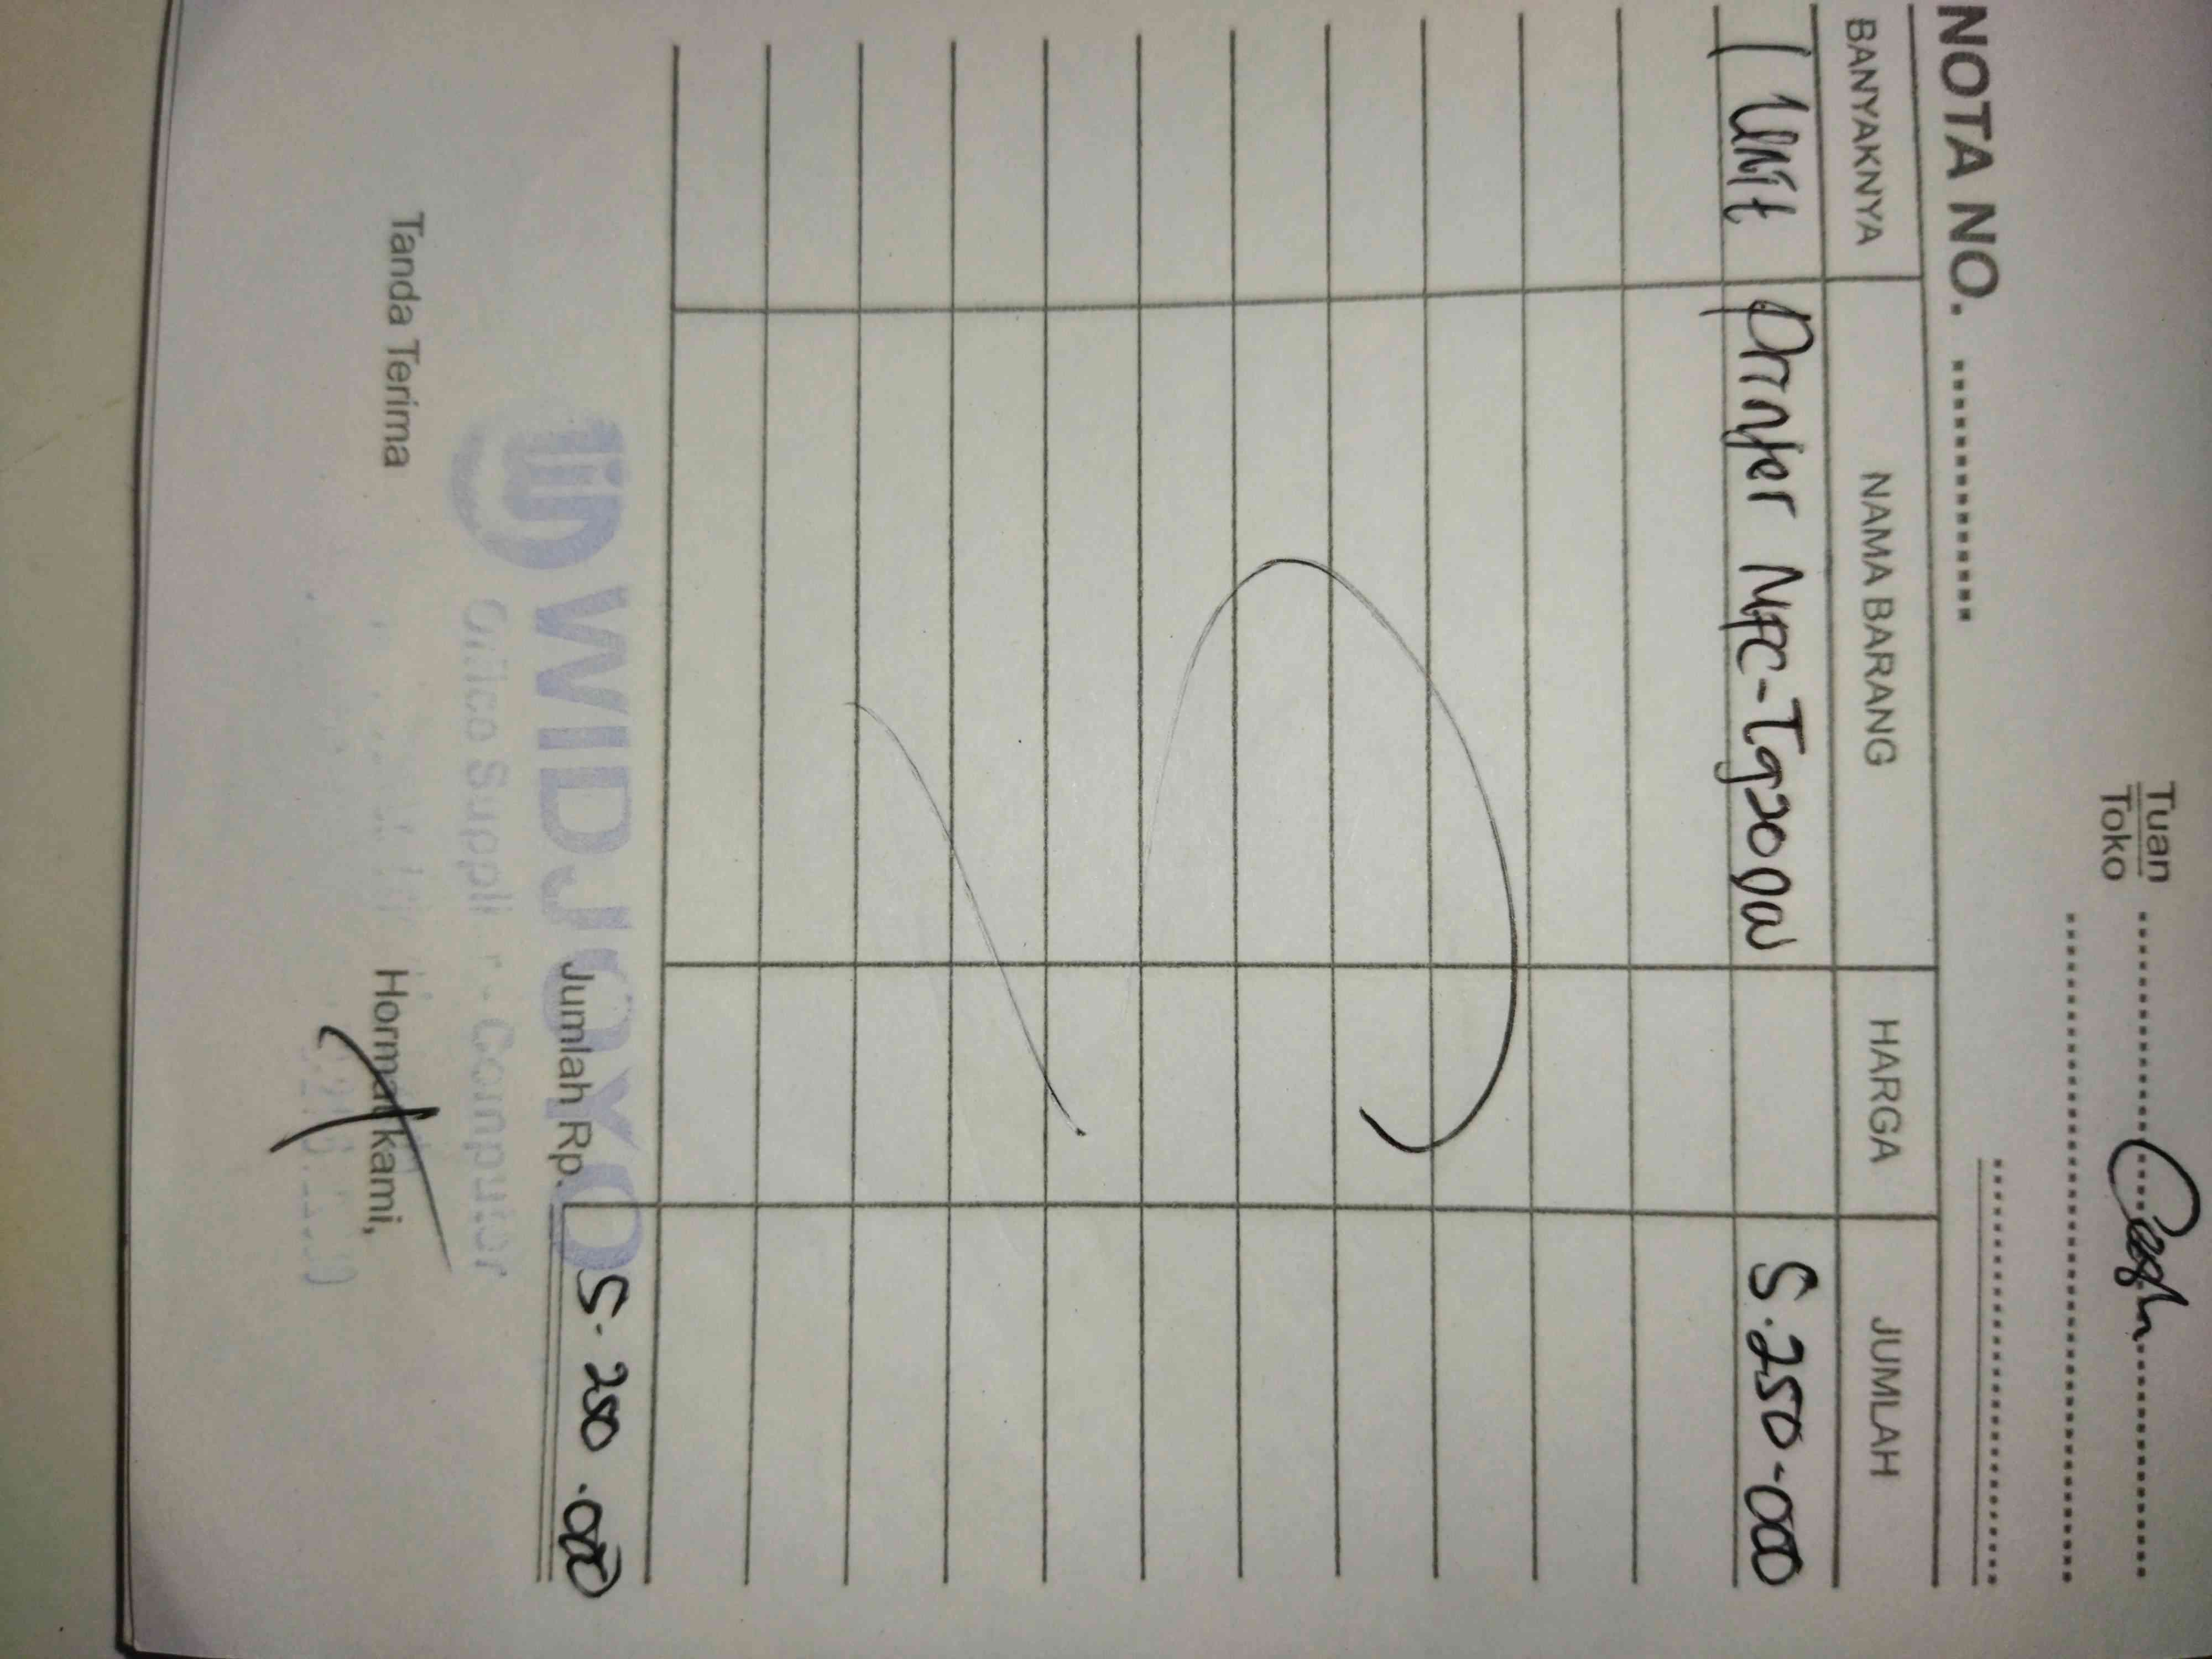 Tuan
Toko Cash
NOTA NO.
BANYAKNYA NAMA BARANG HARGA JUMLAH
1 Unit Printer MFC-T920DW 5.250.000
Jumlah Rp. 5.250.000
WIDJOYO
Office Supplier - Computer
Tanda Terima Hormat kami,